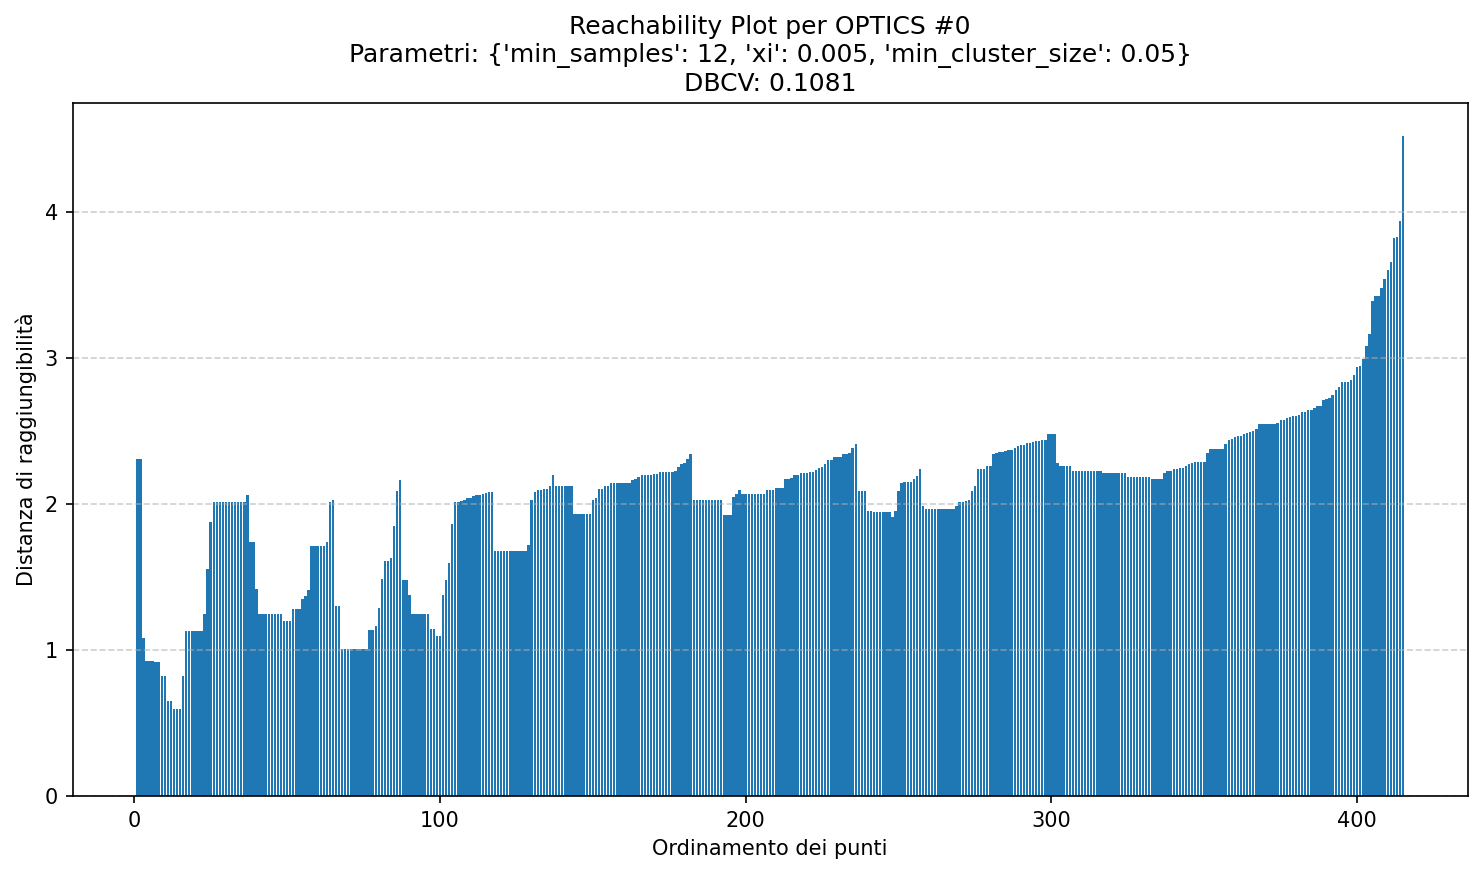 Reachability Plot per OPTICS #0
Parametri: {'min_samples': 12, 'xi': 0.005, 'min_cluster_size': 0.05}
DBCV: 0.1081
Distanza di raggiungibilità
4
3
2
1
0
0 100 200 300 400
Ordinamento dei punti